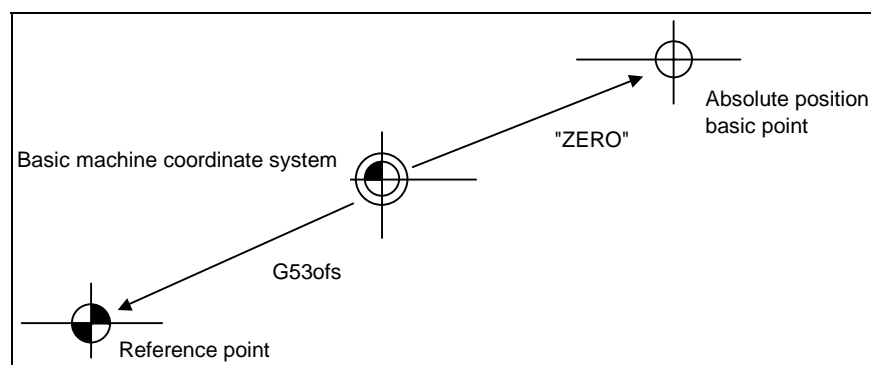 Absolute position
basic point
"ZERO"
Basic machine coordinate system
G53ofs
Reference point